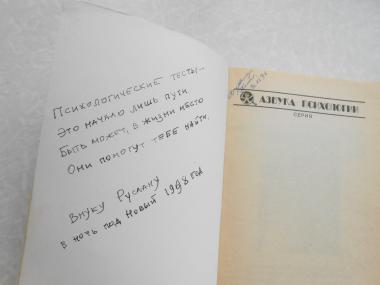 Психологические тесты –
Это начало лишь пути.
Быть может, в жизни место
Они помогут тебе найти.
Внуку Руслану
в ночь под Новый 1998 год
АЗБУКА ПСИХОЛОГИИ
СЕРИЯ